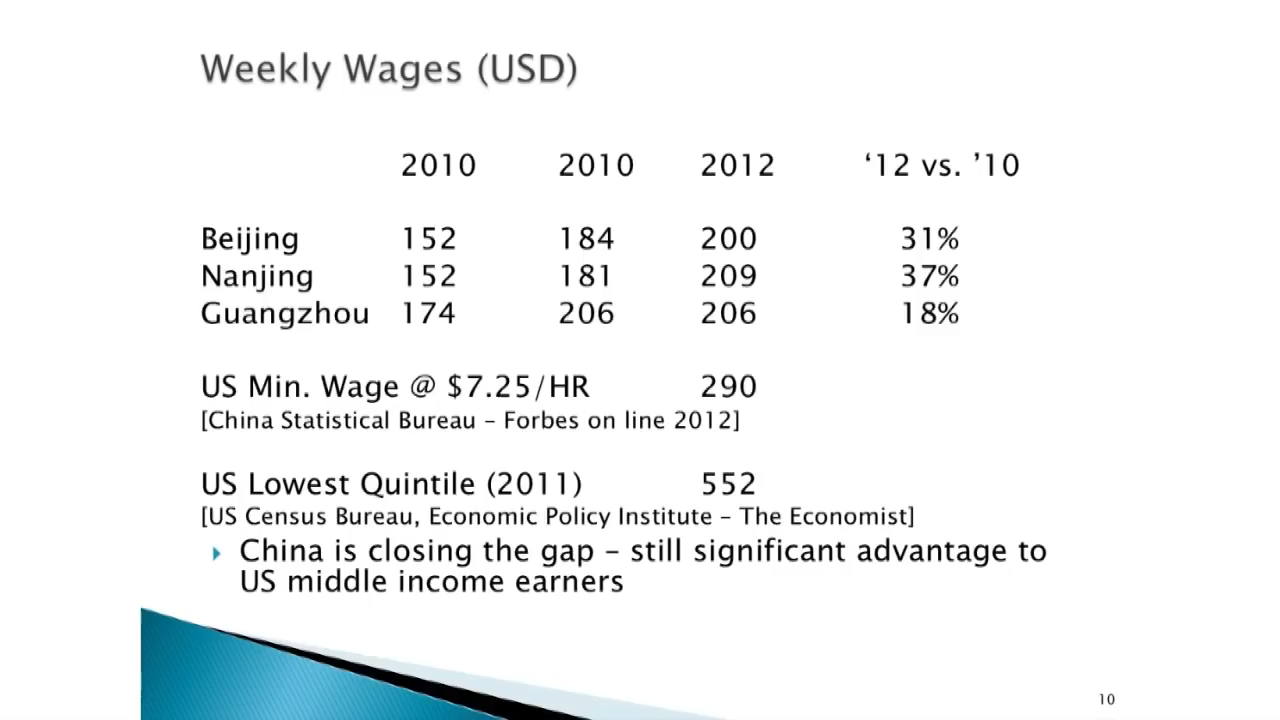 Weekly Wages (USD)
2010 2010 2012 ‘12 vs. ’10
Beijing 152 184 200 31%
Nanjing 152 181 209 37%
Guangzhou 174 206 206 18%
US Min. Wage @ $7.25/HR 290
[China Statistical Bureau – Forbes on line 2012]
US Lowest Quintile (2011) 552
[US Census Bureau, Economic Policy Institute – The Economist]
China is closing the gap – still significant advantage to
US middle income earners
10